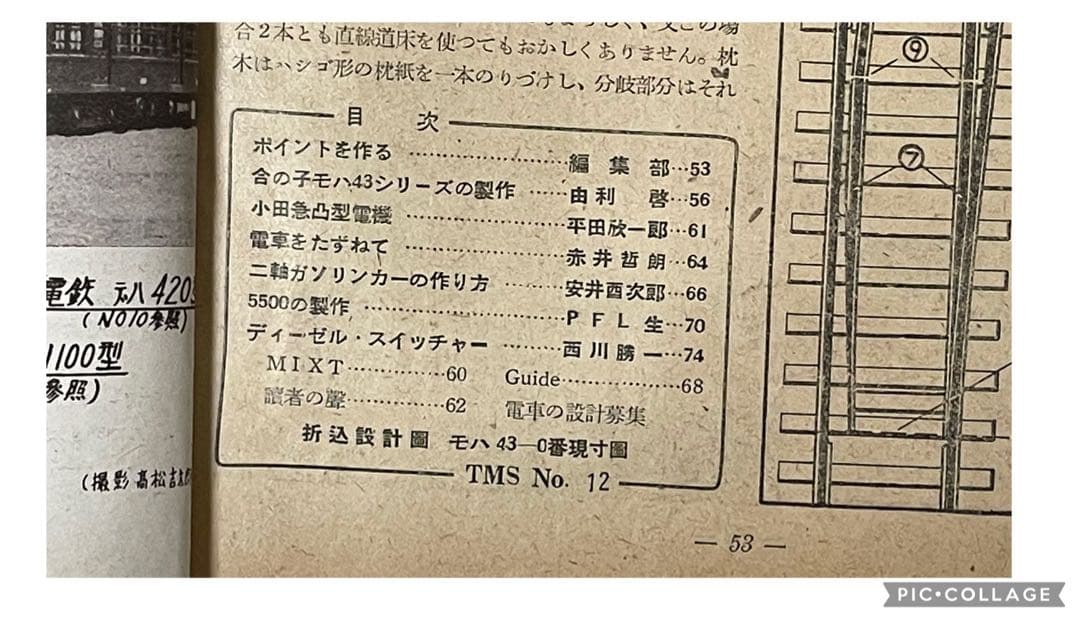 合2本とも直線道床を使つてもおかしくありません。枕
木はハシゴ形の枕紙を一本のりづけし、分岐部分はそれ
目 次
ポイントを作る…………………編集部…53
合の子モハ43シリーズの製作……由利 啓…56
小田急凸型電機…………………平田欣一郎…61
電車をたずねて…………………赤井哲朗…64
二軸ガソリンカーの作り方………安井酉次郎…66
5500の製作…………………PFL生…70
ディーゼル・スイッチャー………西川勝一…74
MIXT……………60 Guide……………68
讀者の聲……………62 電車の設計募集
折込設計圖 モハ43—0番現寸圖
TMS No. 12
— 53 —
⑨
⑦
電鉄 デハ420
(NO10参照)
1100型
参照)
(撮影 高松吉
PIC•COLLAGE